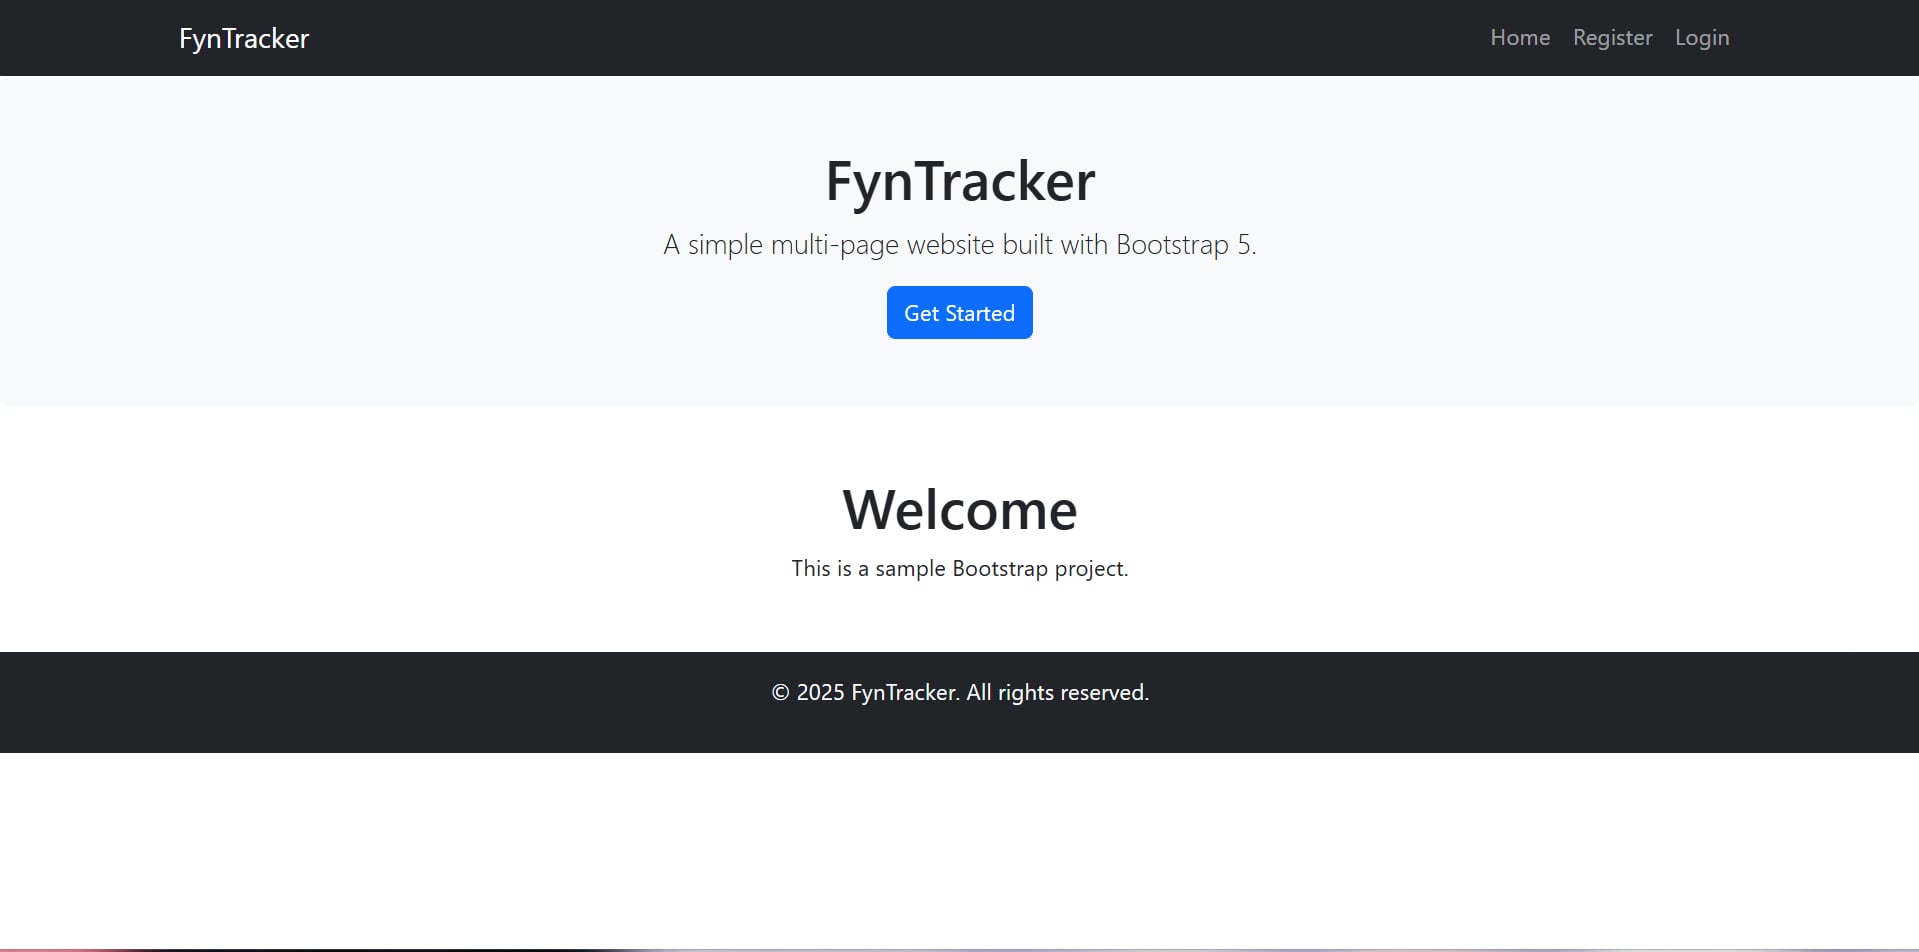 FynTracker
Home Register Login
FynTracker
A simple multi-page website built with Bootstrap 5.
Get Started
Welcome
This is a sample Bootstrap project.
© 2025 FynTracker. All rights reserved.